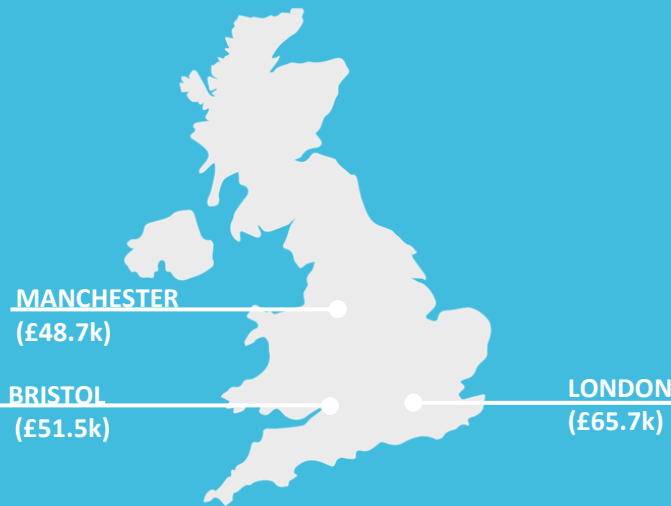 MANCHESTER
(£48.7k)
BRISTOL
(£51.5k)
LONDON
(£65.7k)